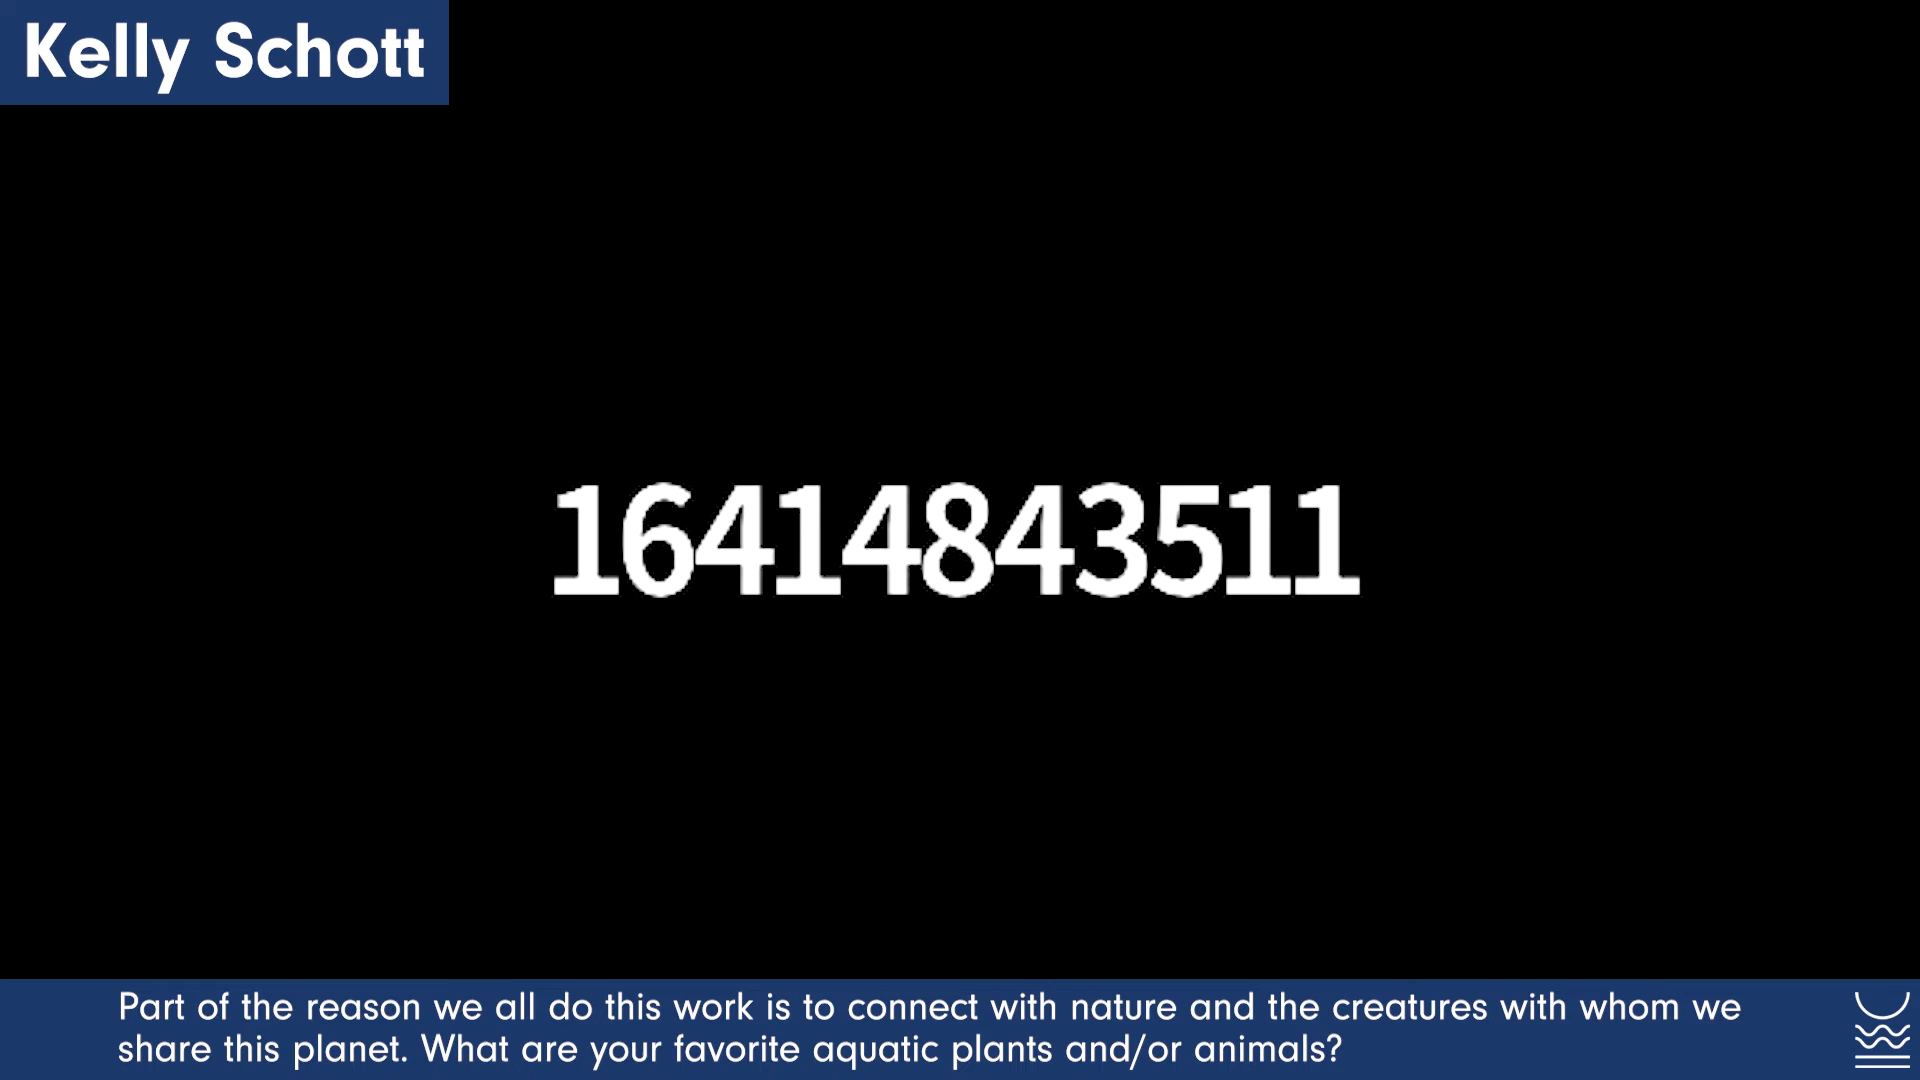 Kelly Schott
16414843511
Part of the reason we all do this work is to connect with nature and the creatures with whom we
share this planet. What are your favorite aquatic plants and/or animals?